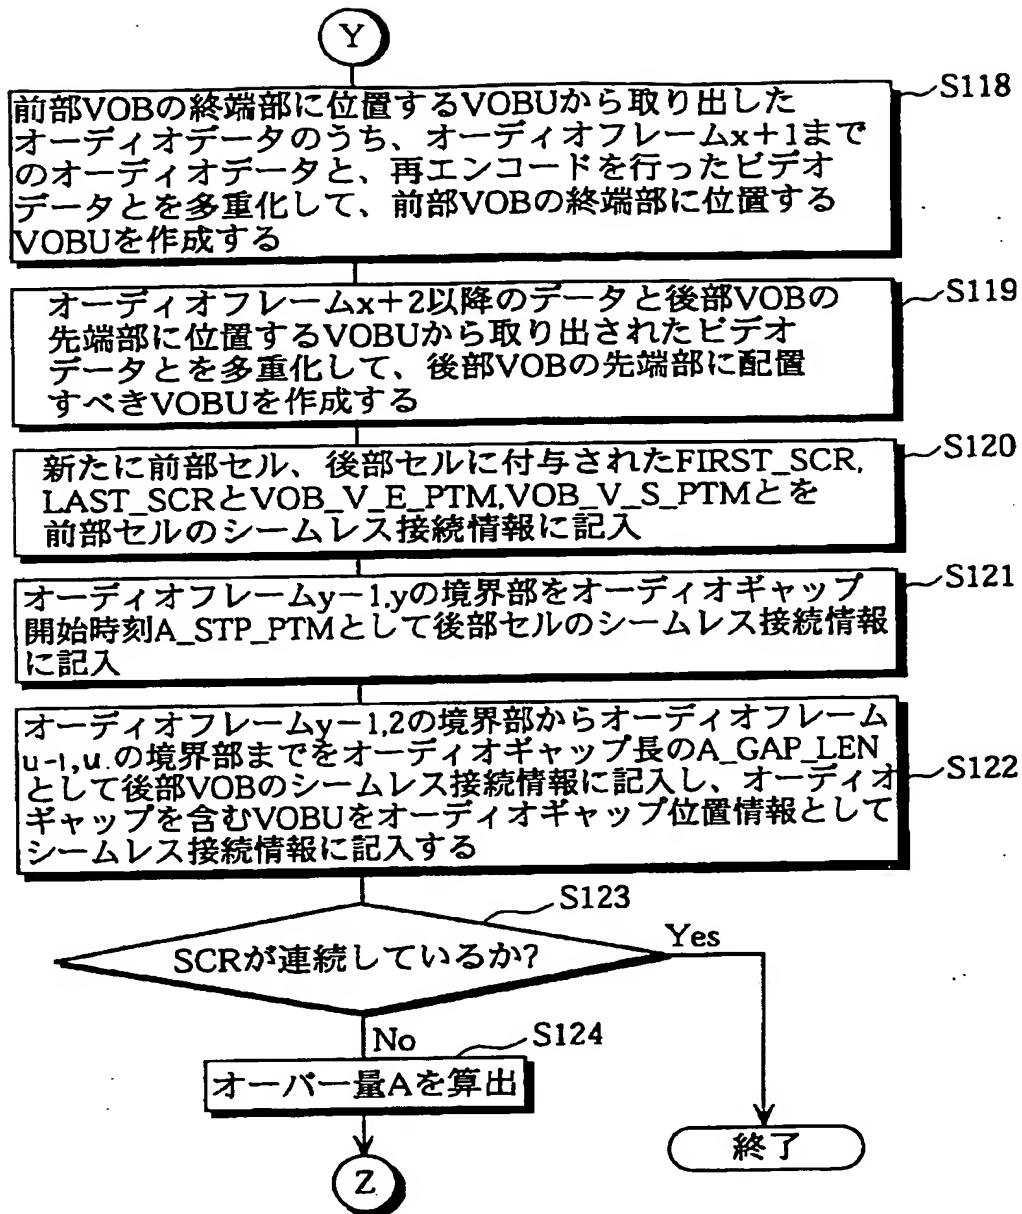 Y
S118
前部VOBの終端部に位置するVOBUから取り出した
オーディオデータのうち、オーディオフレームx+1まで
のオーディオデータと、再エンコードを行ったビデオ
データとを多重化して、前部VOBの終端部に位置する
VOBUを作成する
S119
オーディオフレームx+2以降のデータと後部VOBの
先端部に位置するVOBUから取り出されたビデオ
データとを多重化して、後部VOBの先端部に配置
すべきVOBUを作成する
S120
新たに前部セル、後部セルに付与されたFIRST_SCR,
LAST_SCRとVOB_V_E_PTM,VOB_V_S_PTMとを
前部セルのシームレス接続情報に記入
S121
オーディオフレームy-1,yの境界部をオーディオギャップ
開始時刻A_STP_PTMとして後部セルのシームレス接続情報
に記入
S122
オーディオフレームy-1,2の境界部からオーディオフレーム
u-1,u.の境界部までをオーディオギャップ長のA_GAP_LEN
として後部VOBのシームレス接続情報に記入し、オーディオ
ギャップを含むVOBUをオーディオギャップ位置情報として
シームレス接続情報に記入する
S123
SCRが連続しているか?
Yes
No
S124
オーバー量Aを算出
終了
Z